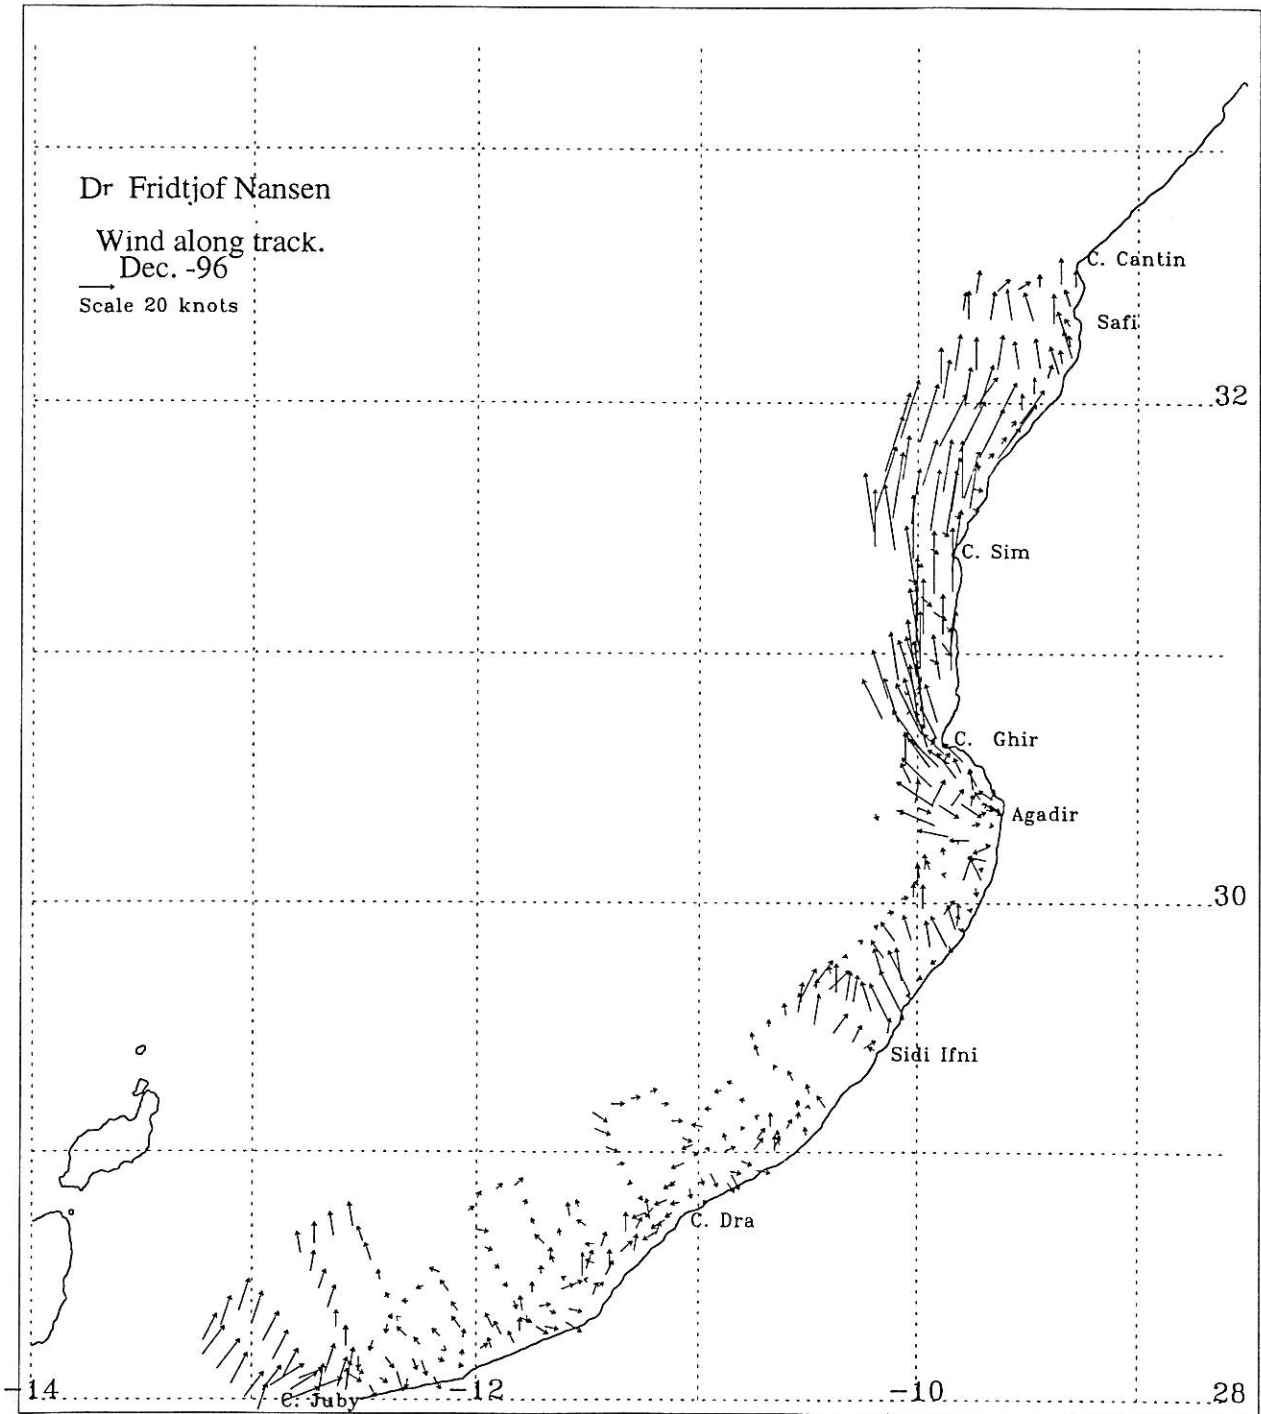 Dr Fridtjof Nansen
Wind along track.
Dec. -96
Scale 20 knots
C. Cantin
Safi
32
C. Sim
C. Ghir
Agadir
30
Sidi Ifni
C. Dra
-14
C. Juby
-12
-10
28